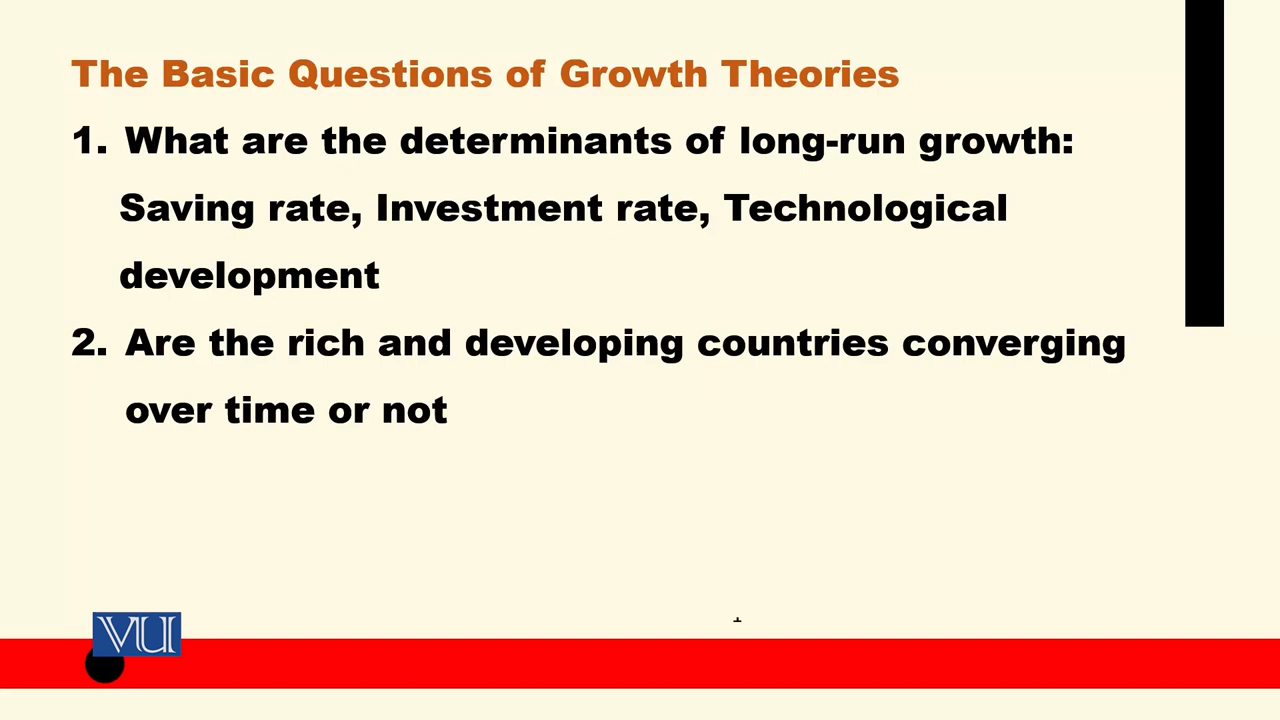 The Basic Questions of Growth Theories
1. What are the determinants of long-run growth:
Saving rate, Investment rate, Technological
development
2. Are the rich and developing countries converging
over time or not
1
VU